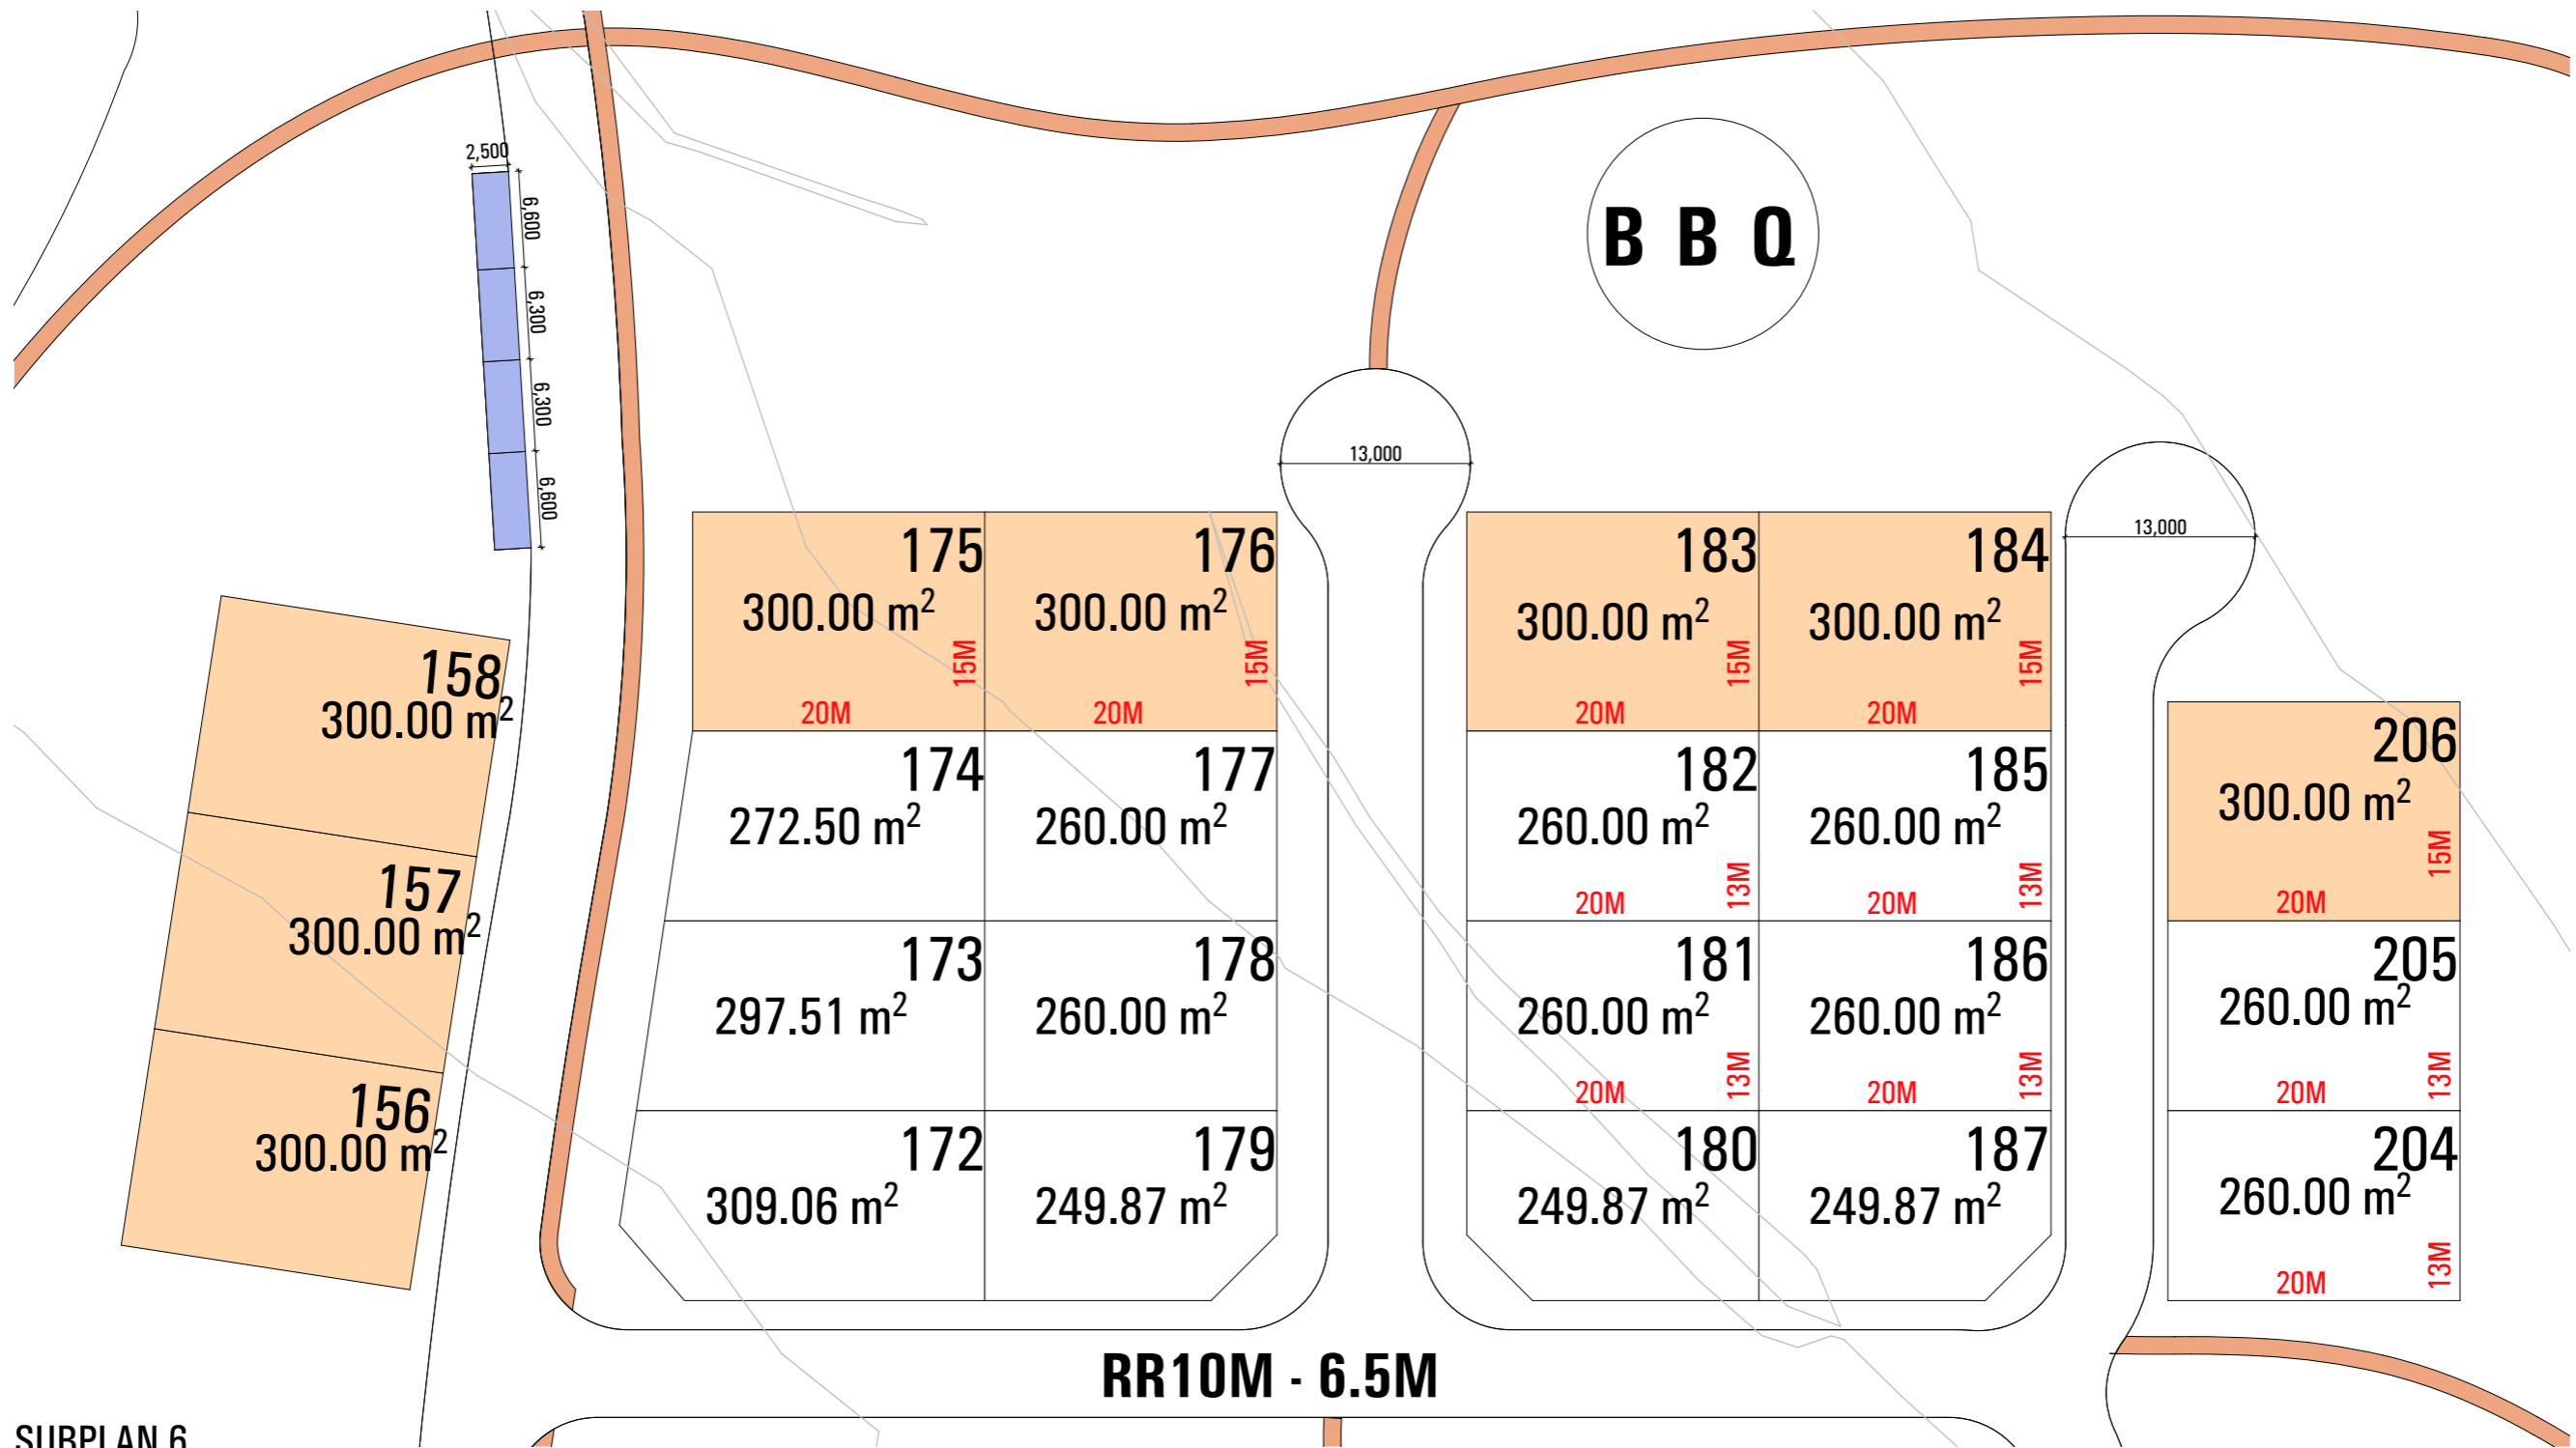 2,500
6,600
6,300
6,300
6,600
B B Q
13,000
13,000
158
300.00 m²
157
300.00 m²
156
300.00 m²
175
300.00 m²
15M
20M
176
300.00 m²
15M
20M
174
272.50 m²
177
260.00 m²
173
297.51 m²
178
260.00 m²
172
309.06 m²
179
249.87 m²
183
300.00 m²
15M
20M
184
300.00 m²
15M
20M
182
260.00 m²
13M
20M
185
260.00 m²
13M
20M
181
260.00 m²
13M
20M
186
260.00 m²
13M
20M
180
249.87 m²
187
249.87 m²
206
300.00 m²
15M
20M
205
260.00 m²
13M
20M
204
260.00 m²
13M
20M
RR10M - 6.5M
SUBPLAN 6